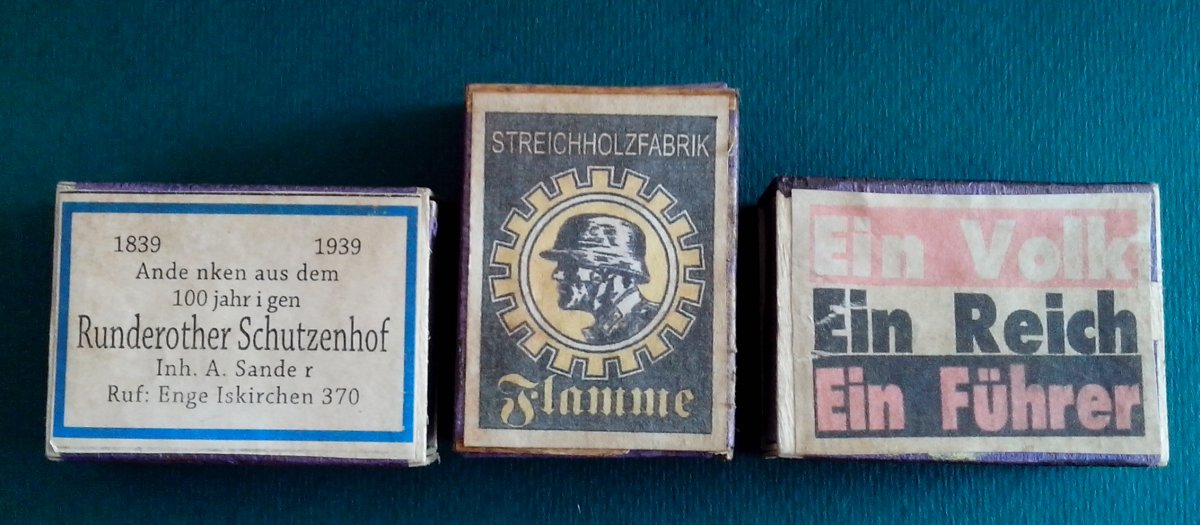 1839 1939
Ande nken aus dem
100 jahr i gen
Runderother Schutzenhof
Inh. A. Sande r
Ruf: Enge Iskirchen 370
STREICHHOLZFABRIK
Flamme
Ein Volk
Ein Reich
Ein Führer